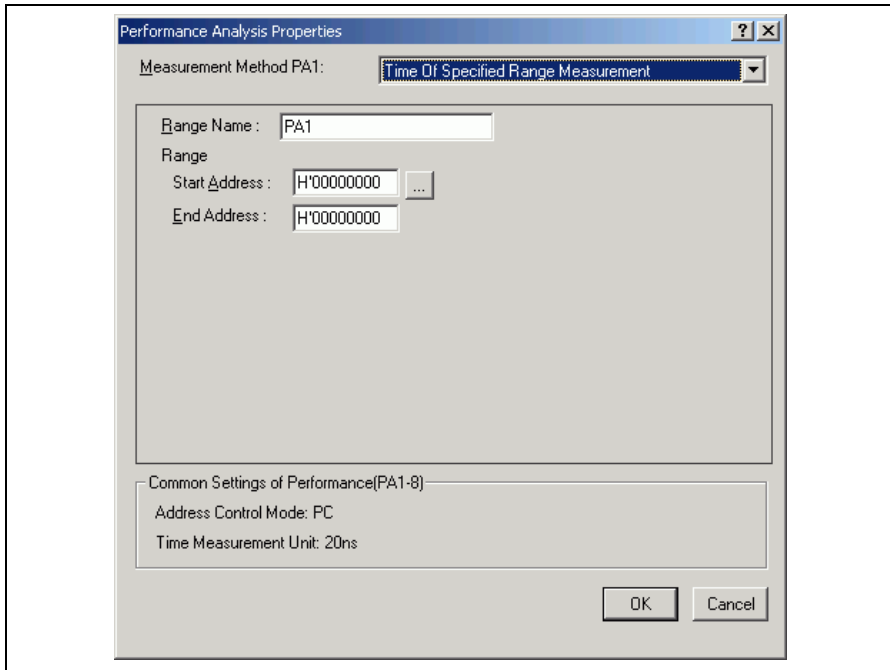 Performance Analysis Properties
Measurement Method PA1: Time Of Specified Range Measurement
Range Name : PA1
Range
Start Address : H'00000000 ...
End Address : H'00000000
Common Settings of Performance(PA1-8)
Address Control Mode: PC
Time Measurement Unit: 20ns
OK Cancel